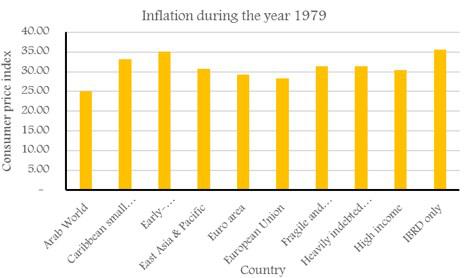 Inflation during the year 1979
Consumer price index
40.00
35.00
30.00
25.00
20.00
15.00
10.00
5.00
-
Arab World
Caribbean small...
Early-...
East Asia & Pacific
Euro area
European Union
Fragile and...
Heavily indebted...
High income
IBRD only
Country